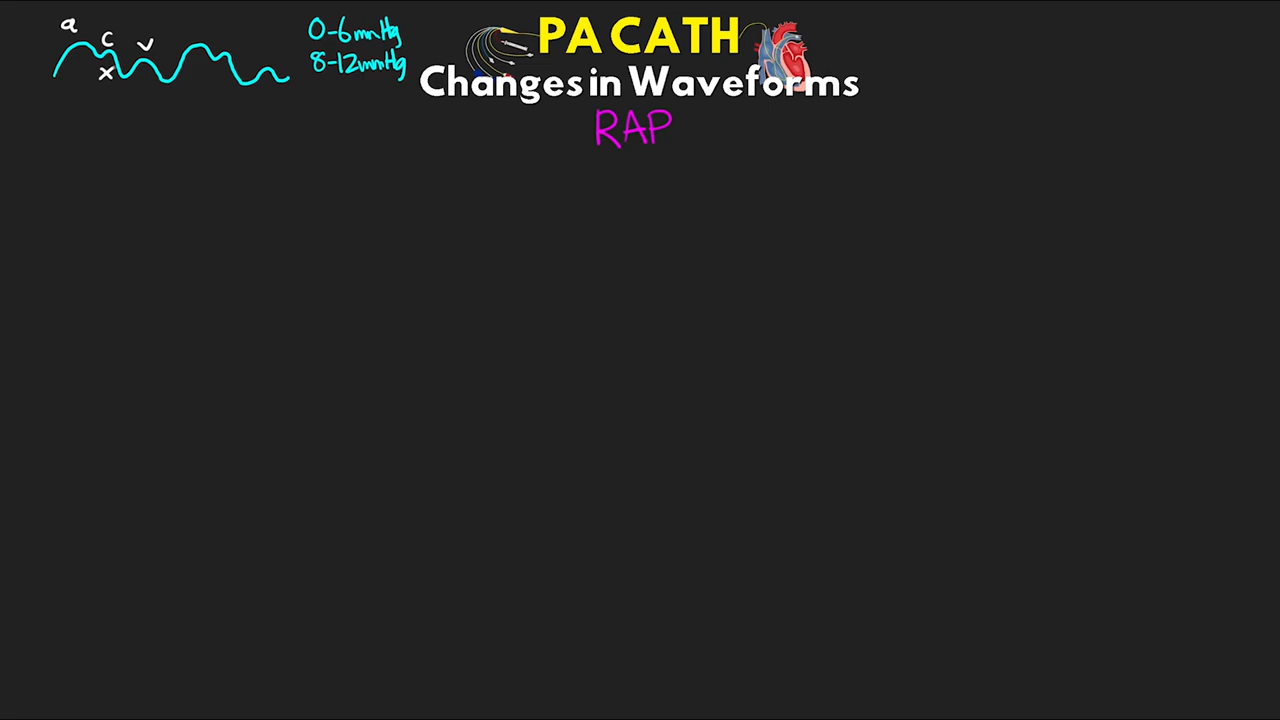 a
c
v
x
0-6mmHg
8-12mmHg
PA CATH
Changes in Waveforms
RAP